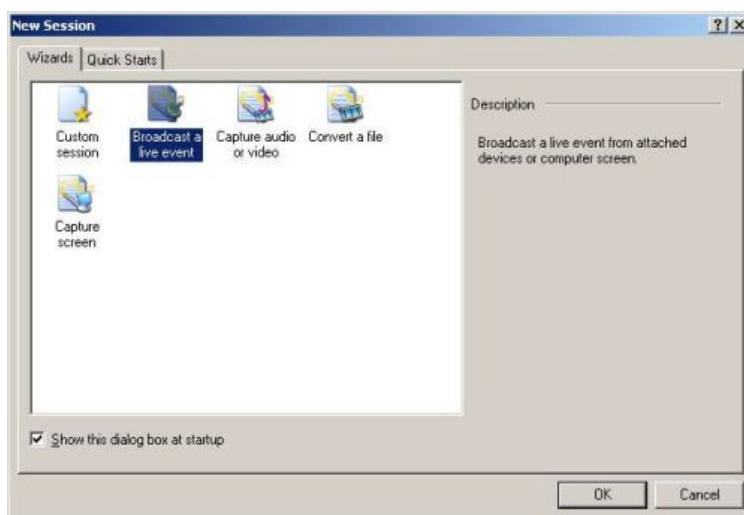 New Session
Wizards
Quick Starts
Custom
session
Broadcast a
live event
Capture audio
or video
Convert a file
Capture
screen
Description
Broadcast a live event from attached
devices or computer screen.
Show this dialog box at startup
OK
Cancel